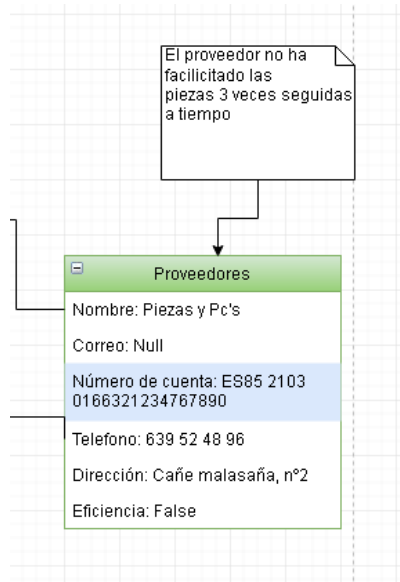 El proveedor no ha
facilicitado las
piezas 3 veces seguidas
a tiempo
Proveedores
Nombre: Piezas y Pc's
Correo: Null
Número de cuenta: ES85 2103
0166321234767890
Telefono: 639 52 48 96
Dirección: Cañe malasaña, nº2
Eficiencia: False